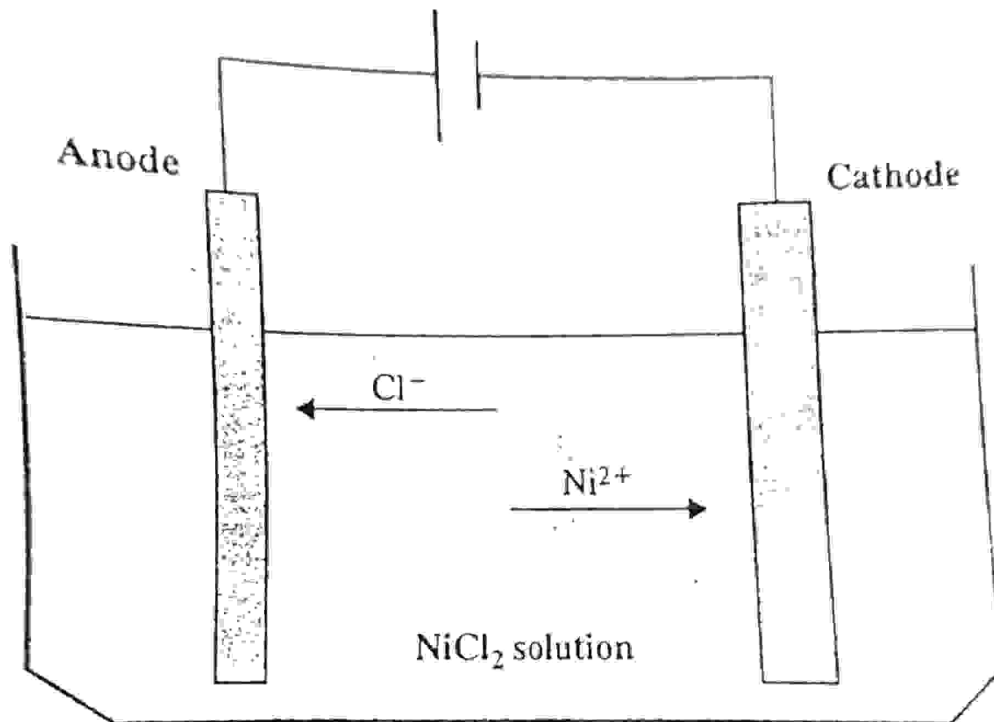 Anode
Cathode
Cl⁻
Ni²⁺
NiCl₂ solution